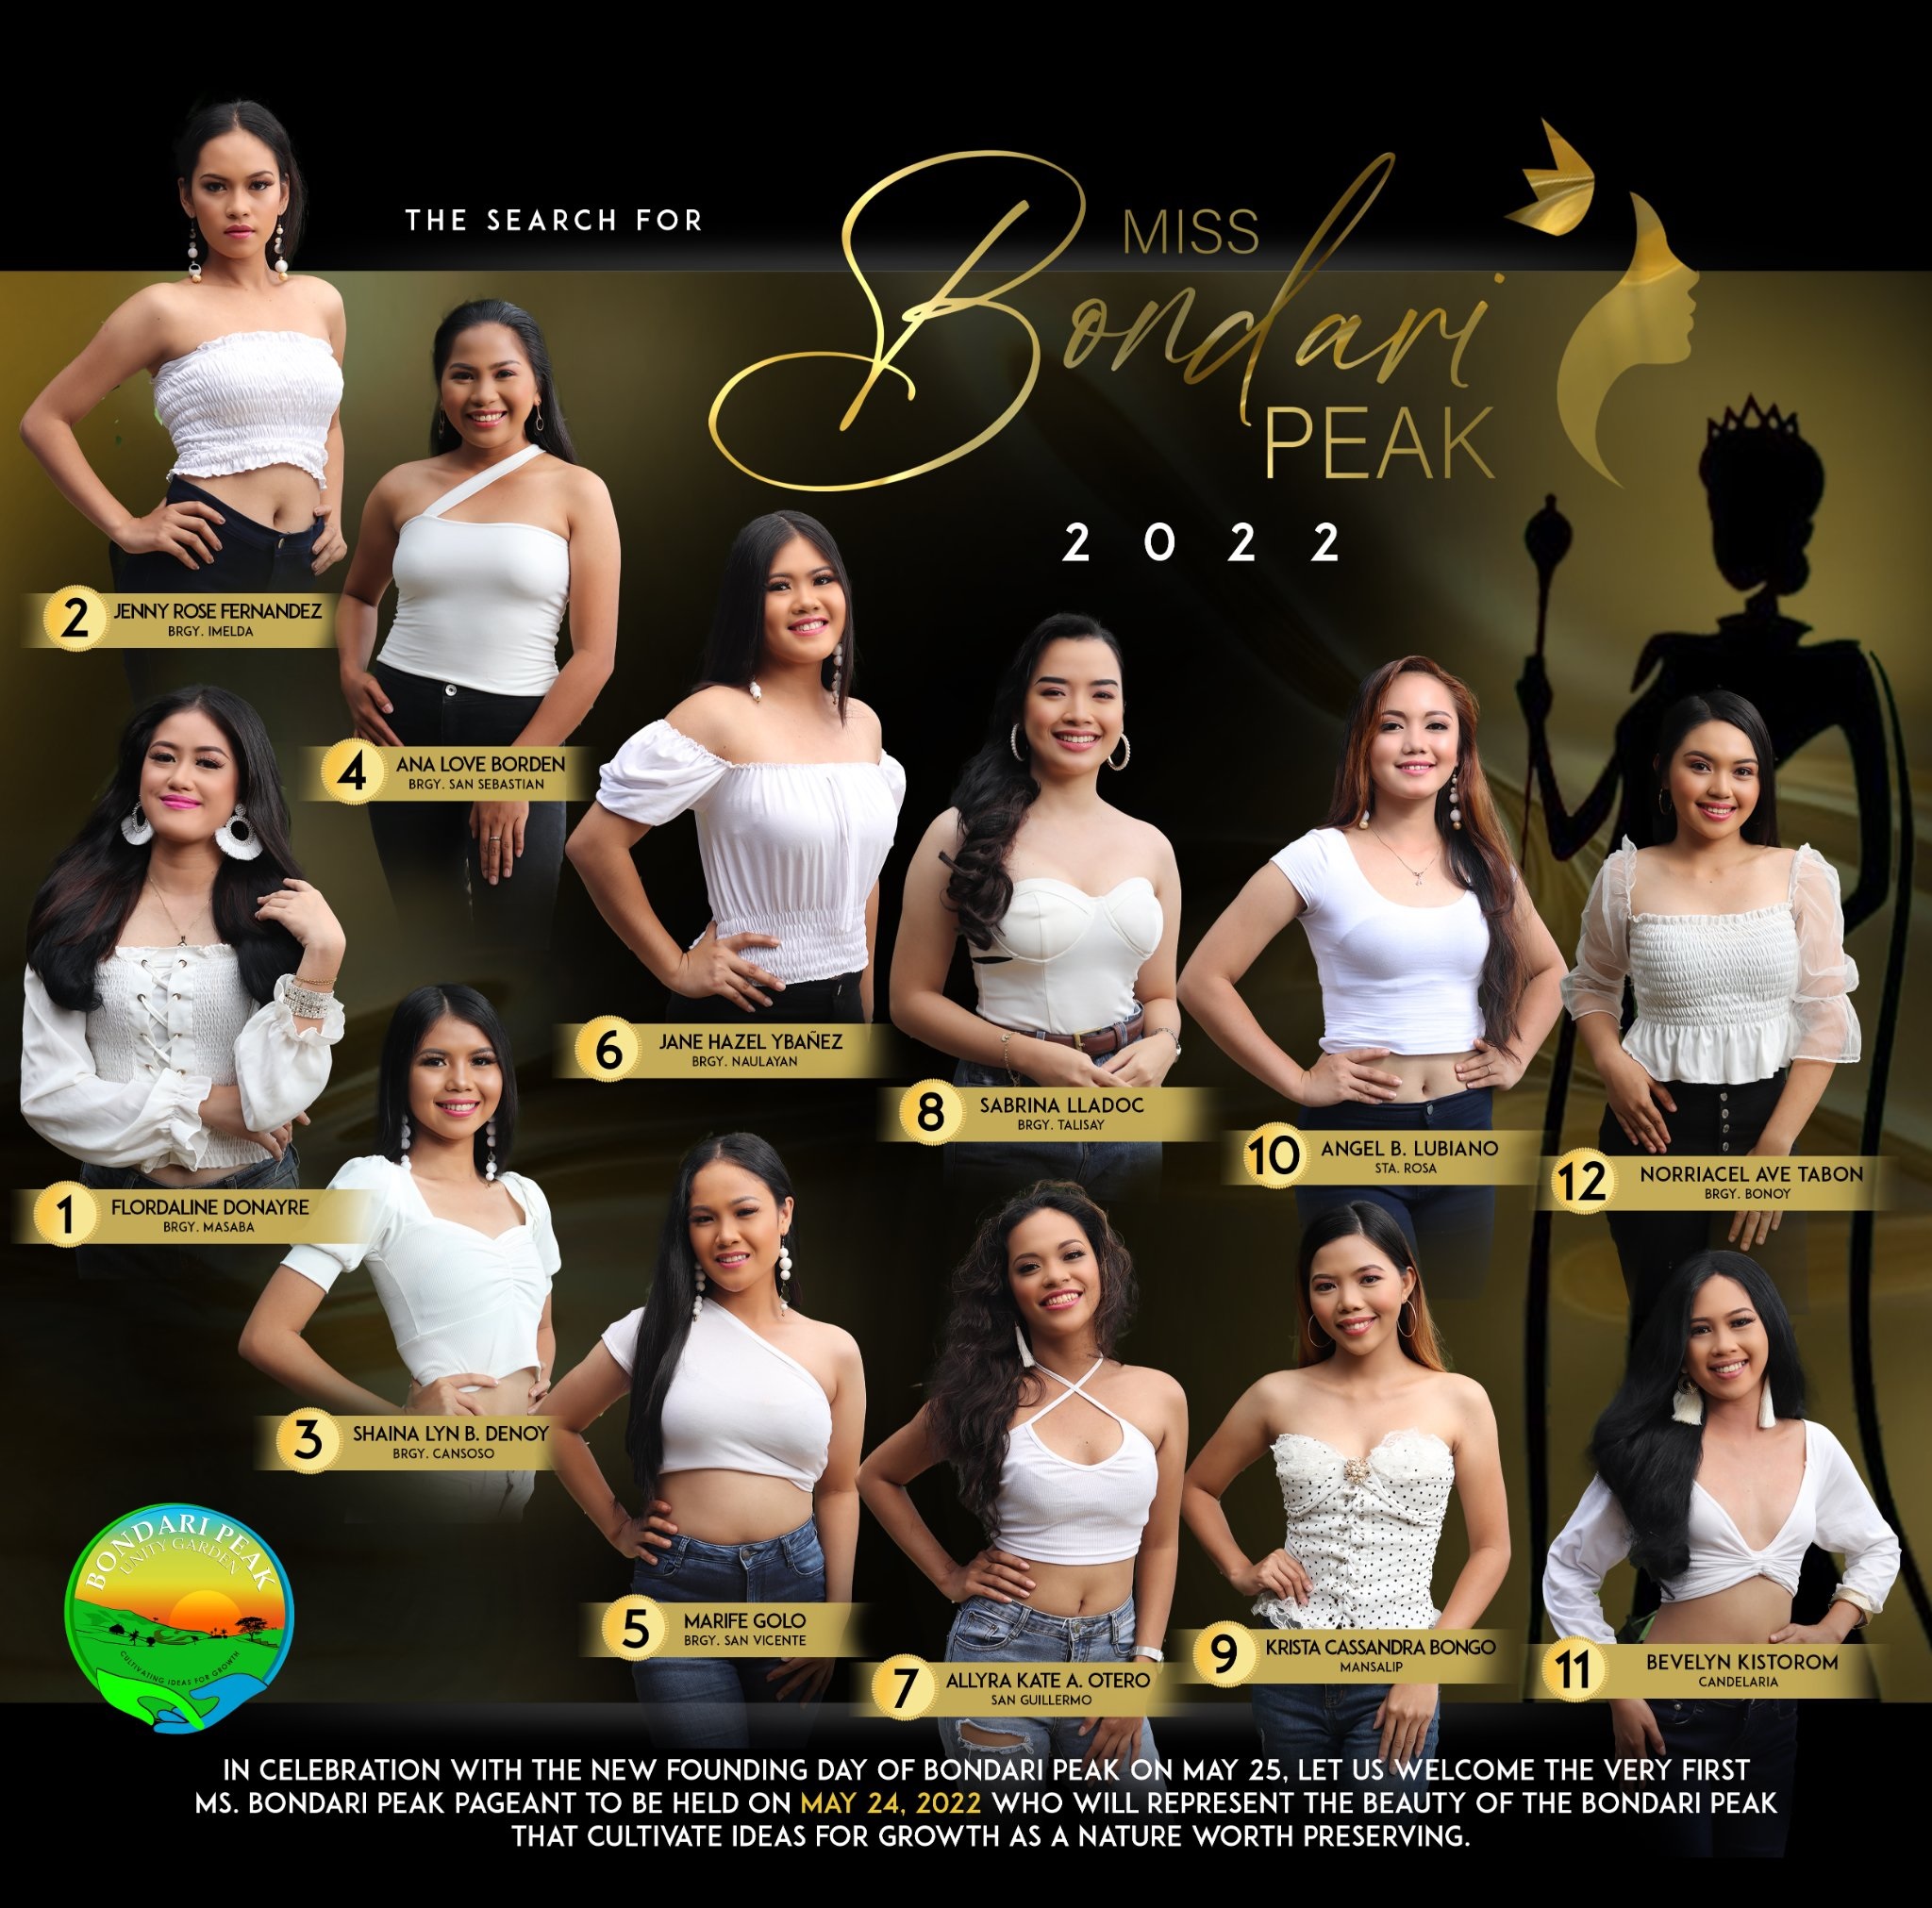 THE SEARCH FOR
MISS
Bondari
PEAK
2 0 2 2
2
JENNY ROSE FERNANDEZ
BRGY. IMELDA
4
ANA LOVE BORDEN
BRGY. SAN SEBASTIAN
6
JANE HAZEL YBAÑEZ
BRGY. NAULAYAN
8
SABRINA LLADOC
BRGY. TALISAY
10
ANGEL B. LUBIANO
STA. ROSA
12
NORRIACEL AVE TABON
BRGY. BONOY
1
FLORDALINE DONAYRE
BRGY. MASABA
3
SHAINA LYN B. DENOY
BRGY. CANSOSO
5
MARIFE GOLO
BRGY. SAN VICENTE
7
ALLYRA KATE A. OTERO
SAN GUILLERMO
9
KRISTA CASSANDRA BONGO
MANSALIP
11
BEVELYN KISTOROM
CANDELARIA
BONDARI PEAK
UNITY GARDEN
CULTIVATING IDEAS FOR GROWTH
IN CELEBRATION WITH THE NEW FOUNDING DAY OF BONDARI PEAK ON MAY 25, LET US WELCOME THE VERY FIRST
MS. BONDARI PEAK PAGEANT TO BE HELD ON MAY 24, 2022 WHO WILL REPRESENT THE BEAUTY OF THE BONDARI PEAK
THAT CULTIVATE IDEAS FOR GROWTH AS A NATURE WORTH PRESERVING.